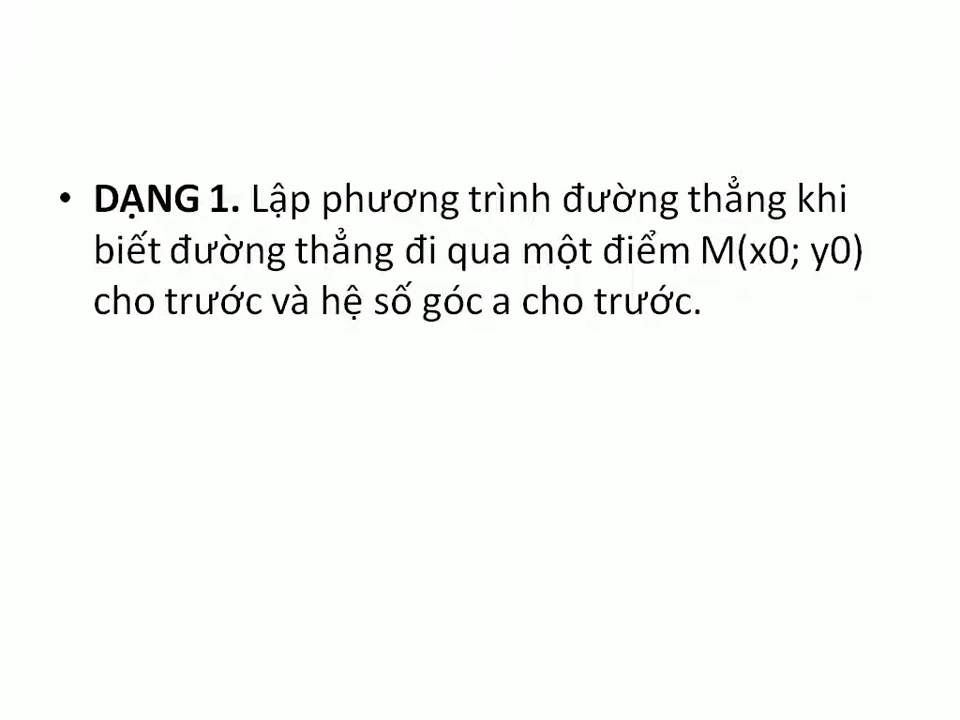 • DẠNG 1. Lập phương trình đường thẳng khi
biết đường thẳng đi qua một điểm M(x0; y0)
cho trước và hệ số góc a cho trước.